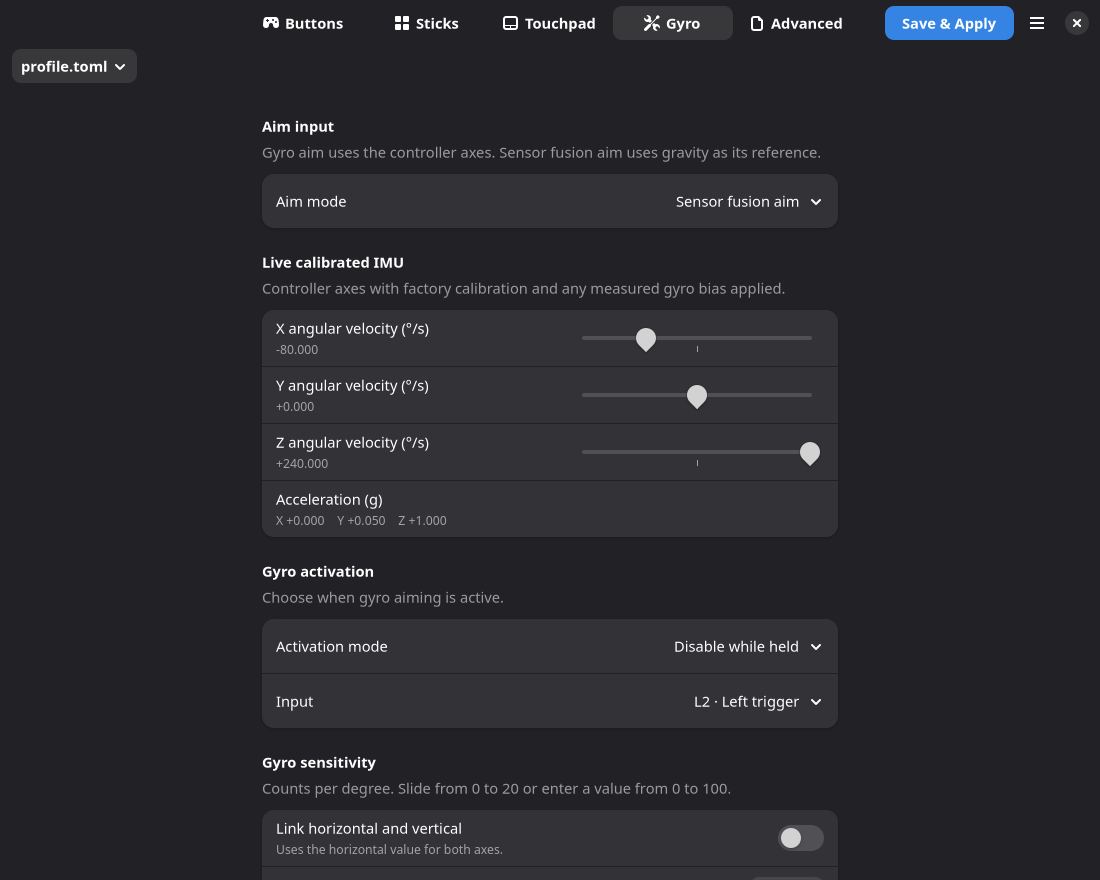 Buttons
Sticks
Touchpad
Gyro
Advanced
Save & Apply
profile.toml
Aim input
Gyro aim uses the controller axes. Sensor fusion aim uses gravity as its reference.
Aim mode
Sensor fusion aim
Live calibrated IMU
Controller axes with factory calibration and any measured gyro bias applied.
X angular velocity (°/s)
-80.000
Y angular velocity (°/s)
+0.000
Z angular velocity (°/s)
+240.000
Acceleration (g)
X +0.000 Y +0.050 Z +1.000
Gyro activation
Choose when gyro aiming is active.
Activation mode
Disable while held
Input
L2 · Left trigger
Gyro sensitivity
Counts per degree. Slide from 0 to 20 or enter a value from 0 to 100.
Link horizontal and vertical
Uses the horizontal value for both axes.